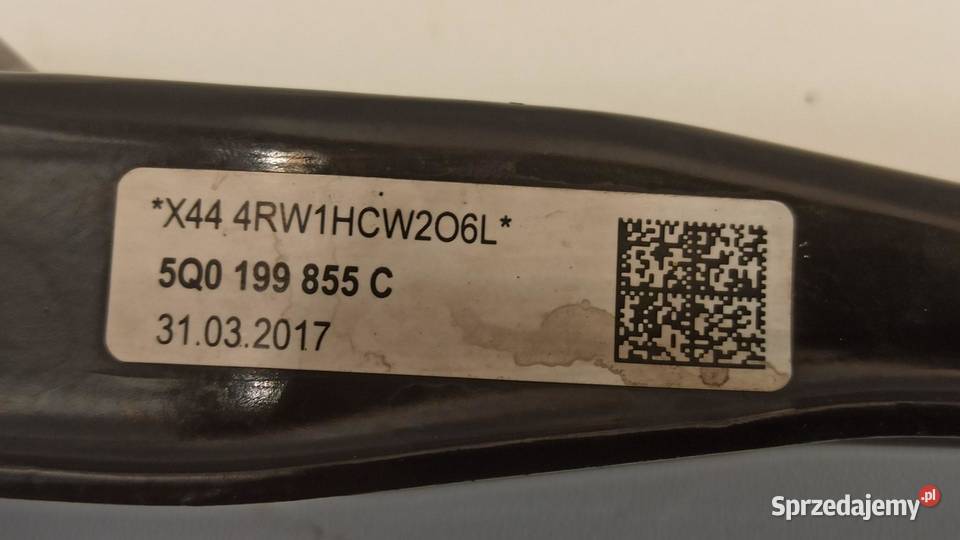 *X44 4RW1HCW2O6L*
5Q0 199 855 C
31.03.2017
Sprzedajemy.pl